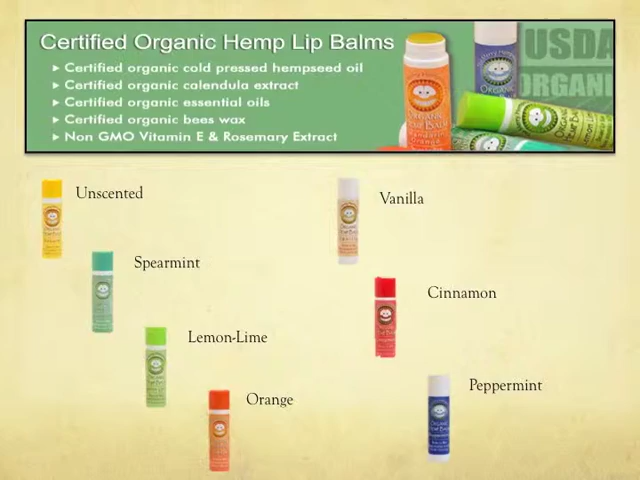 Certified Organic Hemp Lip Balms
Certified organic cold pressed hempseed oil
Certified organic calendula extract
Certified organic essential oils
Certified organic bees wax
Non GMO Vitamin E & Rosemary Extract
USDA
ORGANI
Unscented
Vanilla
Spearmint
Cinnamon
Lemon-Lime
Peppermint
Orange